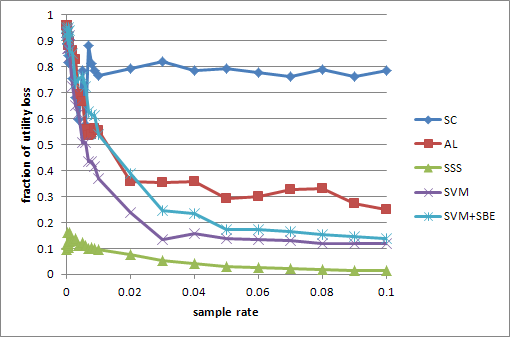 1
0.9
0.8
0.7
0.6
0.5
0.4
0.3
0.2
0.1
0
fraction of utility loss
0 0.02 0.04 0.06 0.08 0.1
sample rate
SC
AL
SSS
SVM
SVM+SBE